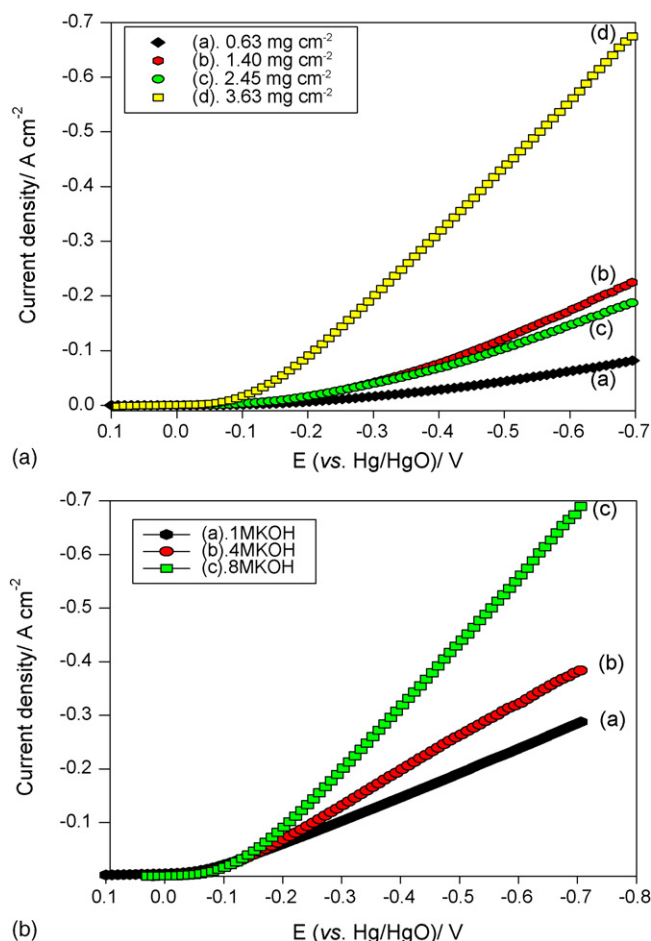 (a). 0.63 mg cm⁻²
(b). 1.40 mg cm⁻²
(c). 2.45 mg cm⁻²
(d). 3.63 mg cm⁻²
(d)
(b)
(c)
(a)
-0.7
-0.6
-0.5
-0.4
-0.3
-0.2
-0.1
0.0
Current density/ A cm⁻²
0.1 0.0 -0.1 -0.2 -0.3 -0.4 -0.5 -0.6 -0.7
E (vs. Hg/HgO)/ V
(a)
(a).1MKOH
(b).4MKOH
(c).8MKOH
(c)
(b)
(a)
-0.7
-0.6
-0.5
-0.4
-0.3
-0.2
-0.1
Current density/ A cm⁻²
0.1 0.0 -0.1 -0.2 -0.3 -0.4 -0.5 -0.6 -0.7 -0.8
E (vs. Hg/HgO)/ V
(b)